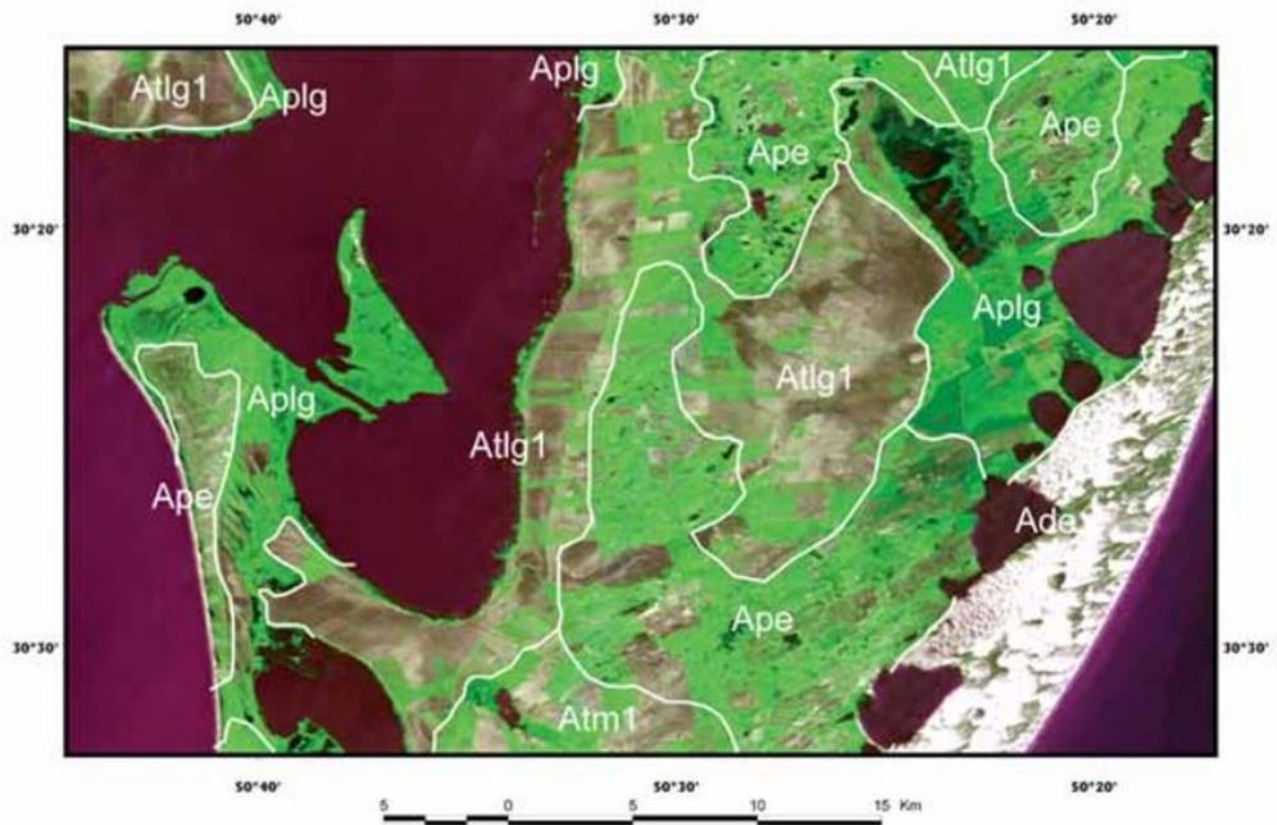 50°40' 50°30' 50°20'
Atlg1 Aplg Aplg Atlg1 Ape Ape
30°20' 30°20'
Aplg
Atlg1
Aplg
Atlg1
Ape
Ade
Ape
30°30' 30°30'
Atm1
50°40' 50°30' 50°20'
5 0 5 10 15 Km